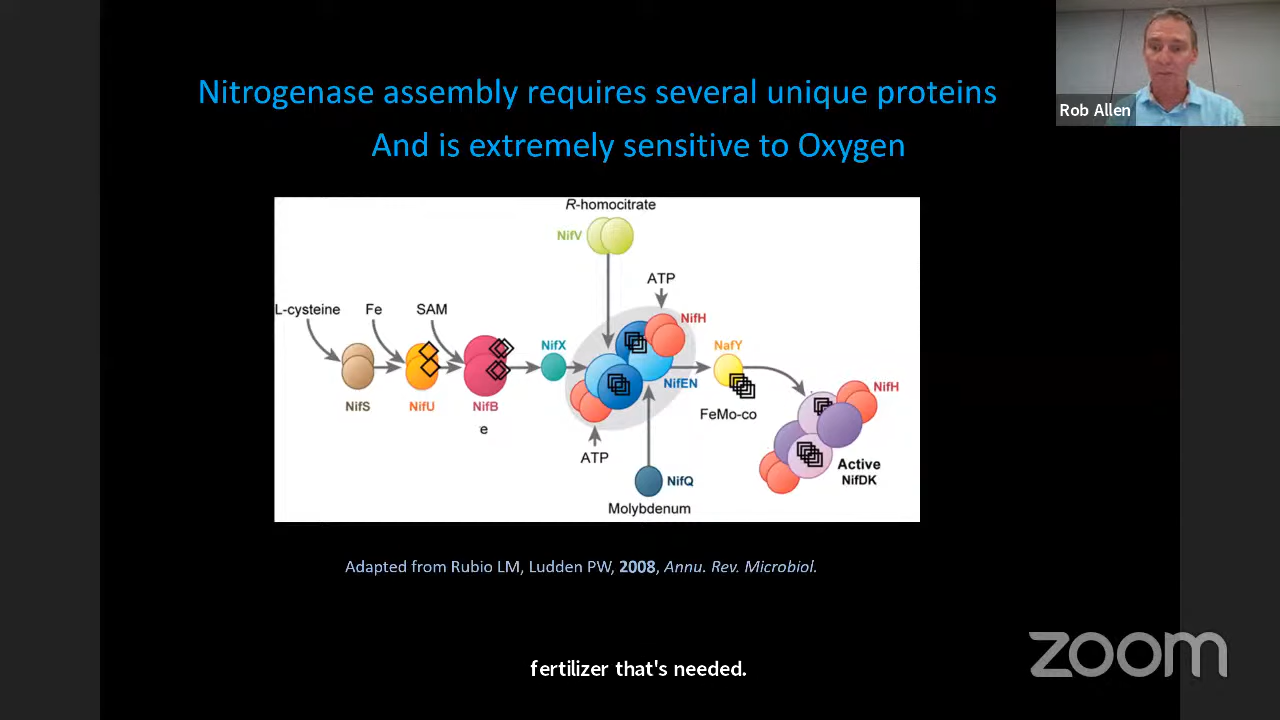 Nitrogenase assembly requires several unique proteins
And is extremely sensitive to Oxygen
Rob Allen
R-homocitrate
NifV
ATP
L-cysteine
Fe
SAM
NifH
NifX
NafY
NifEN
NifH
NifS
NifU
NifB
e
FeMo-co
ATP
Active
NifDK
NifQ
Molybdenum
Adapted from Rubio LM, Ludden PW, 2008, Annu. Rev. Microbiol.
fertilizer that's needed.
zoom